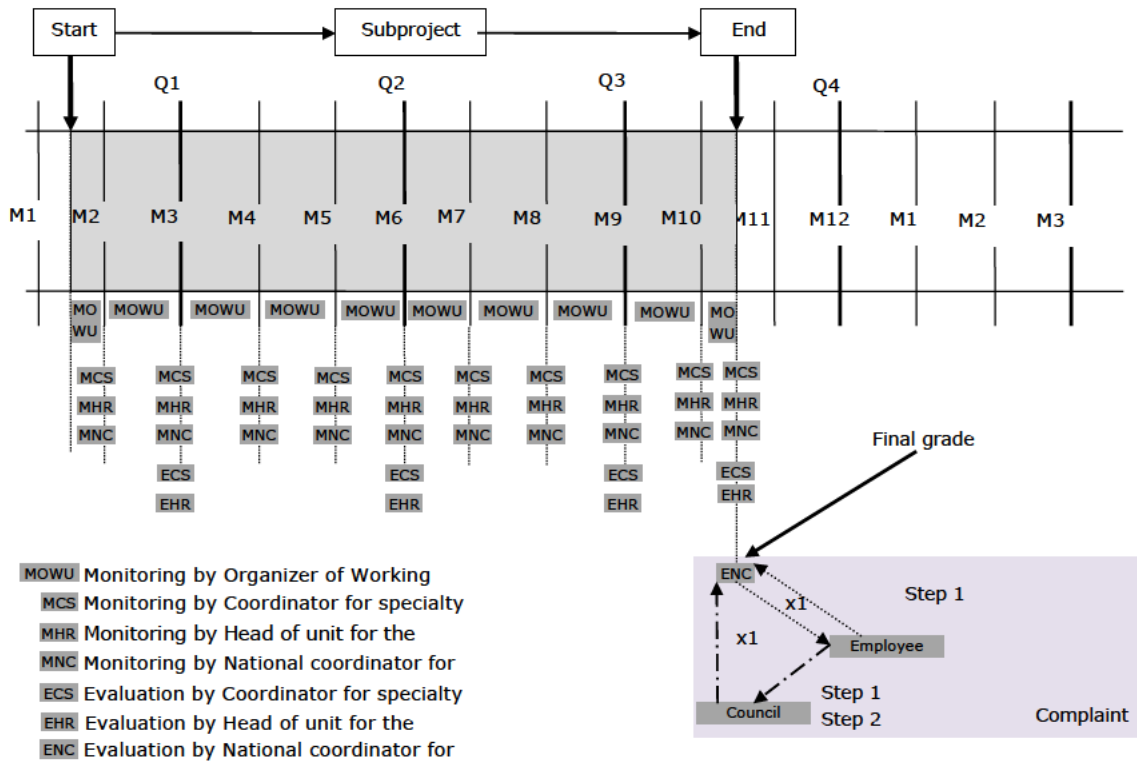 Start
Subproject
End
Q1
Q2
Q3
Q4
M1
M2
M3
M4
M5
M6
M7
M8
M9
M10
M11
M12
M1
M2
M3
MO
WU
MOWU
MOWU
MOWU
MOWU
MOWU
MOWU
MOWU
MOWU
MO
WU
MCS
MCS
MCS
MCS
MCS
MCS
MCS
MCS
MCS
MCS
MHR
MHR
MHR
MHR
MHR
MHR
MHR
MHR
MHR
MHR
MNC
MNC
MNC
MNC
MNC
MNC
MNC
MNC
MNC
MNC
ECS
ECS
ECS
ECS
EHR
EHR
EHR
EHR
Final grade
MOWU Monitoring by Organizer of Working
MCS Monitoring by Coordinator for specialty
MHR Monitoring by Head of unit for the
MNC Monitoring by National coordinator for
ECS Evaluation by Coordinator for specialty
EHR Evaluation by Head of unit for the
ENC Evaluation by National coordinator for
ENC
Step 1
x1
x1
Employee
Step 1
Council
Step 2
Complaint